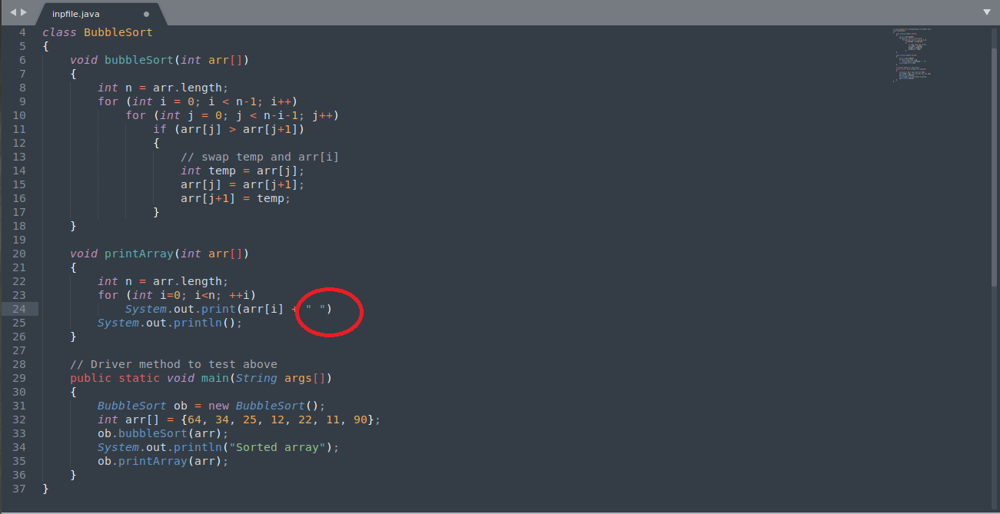 inpfile.java
4 class BubbleSort
5 {
6     void bubbleSort(int arr[])
7     {
8         int n = arr.length;
9         for (int i = 0; i < n-1; i++)
10             for (int j = 0; j < n-i-1; j++)
11                 if (arr[j] > arr[j+1])
12                 {
13                     // swap temp and arr[i]
14                     int temp = arr[j];
15                     arr[j] = arr[j+1];
16                     arr[j+1] = temp;
17                 }
18     }
19
20     void printArray(int arr[])
21     {
22         int n = arr.length;
23         for (int i=0; i<n; ++i)
24             System.out.print(arr[i] + " ")
25         System.out.println();
26     }
27
28     // Driver method to test above
29     public static void main(String args[])
30     {
31         BubbleSort ob = new BubbleSort();
32         int arr[] = {64, 34, 25, 12, 22, 11, 90};
33         ob.bubbleSort(arr);
34         System.out.println("Sorted array");
35         ob.printArray(arr);
36     }
37 }